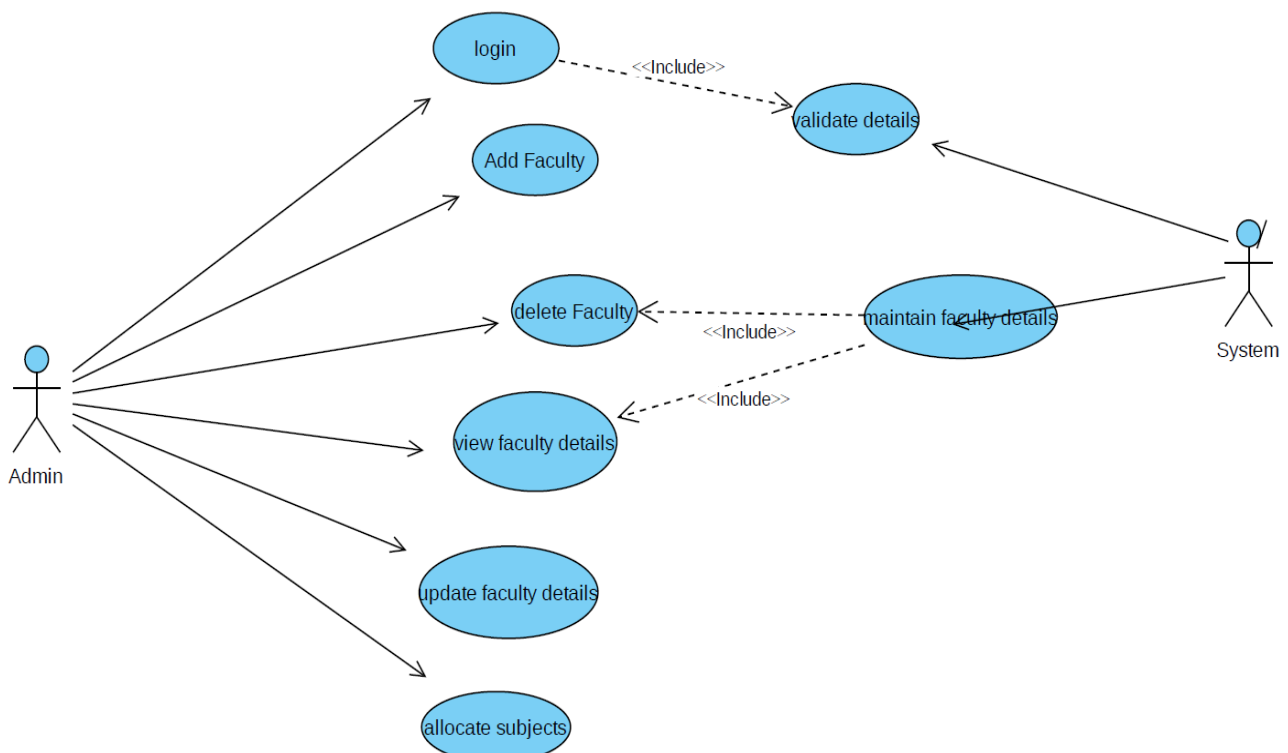 login
<<Include>>
validate details
Add Faculty
delete Faculty
<<Include>>
maintain faculty details
System
<<Include>>
view faculty details
Admin
update faculty details
allocate subjects